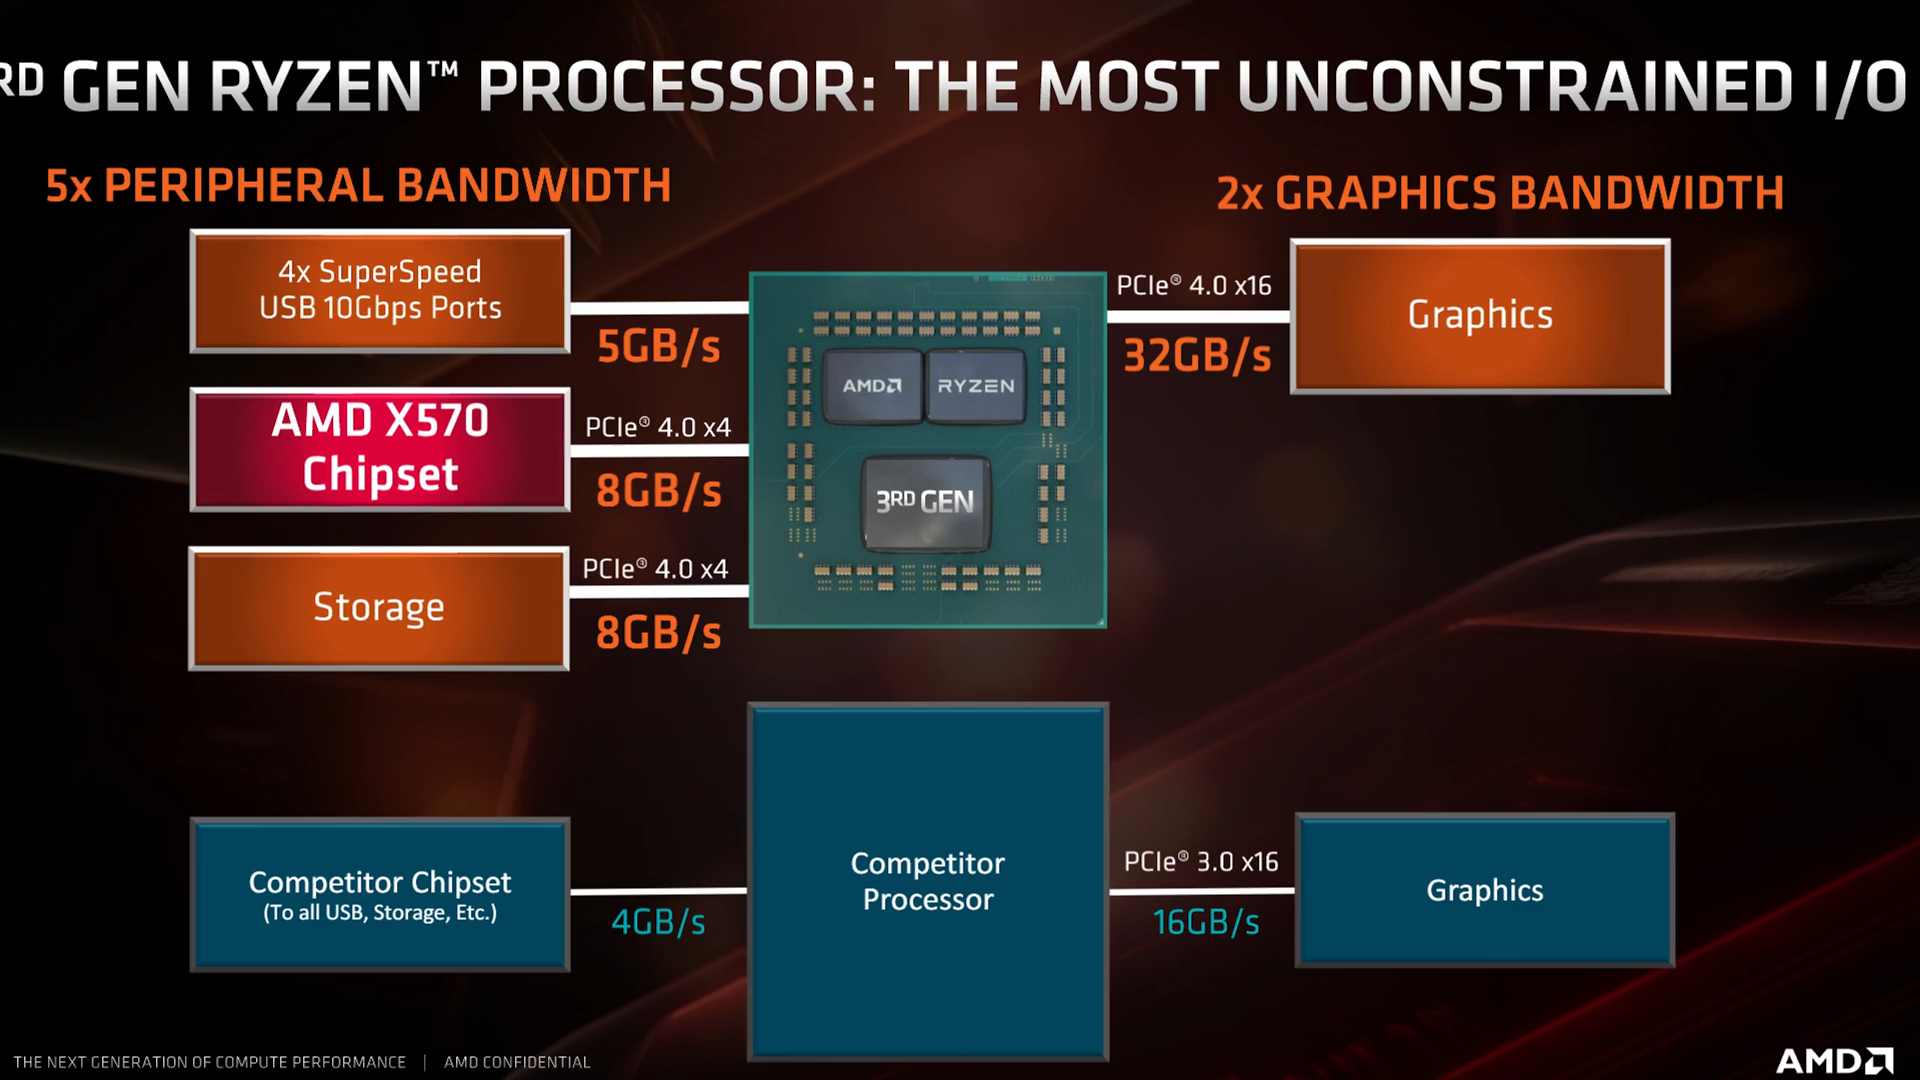 RD GEN RYZEN™ PROCESSOR: THE MOST UNCONSTRAINED I/O
5x PERIPHERAL BANDWIDTH
2x GRAPHICS BANDWIDTH
4x SuperSpeed
USB 10Gbps Ports
5GB/s
AMD X570
Chipset
PCIe® 4.0 x4
8GB/s
Storage
PCIe® 4.0 x4
8GB/s
AMD
RYZEN
3RD GEN
PCIe® 4.0 x16
32GB/s
Graphics
Competitor Chipset
(To all USB, Storage, Etc.)
4GB/s
Competitor
Processor
PCIe® 3.0 x16
16GB/s
Graphics
THE NEXT GENERATION OF COMPUTE PERFORMANCE | AMD CONFIDENTIAL
AMD